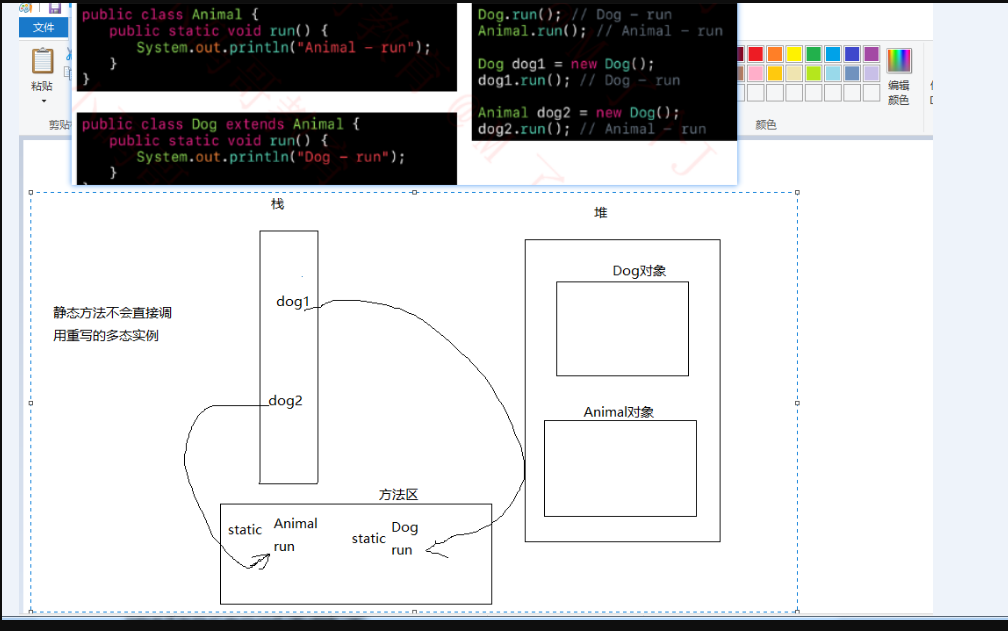 文件
粘贴
剪贴
public class Animal {
public static void run() {
System.out.println("Animal - run");
}
}
public class Dog extends Animal {
public static void run() {
System.out.println("Dog - run");
}
Dog.run(); // Dog - run
Animal.run(); // Animal - run
Dog dog1 = new Dog();
dog1.run(); // Dog - run
Animal dog2 = new Dog();
dog2.run(); // Animal - run
编辑
颜色
颜色
栈
堆
Dog对象
dog1
静态方法不会直接调
用重写的多态实例
dog2
Animal对象
方法区
static Animal
run
static Dog
run